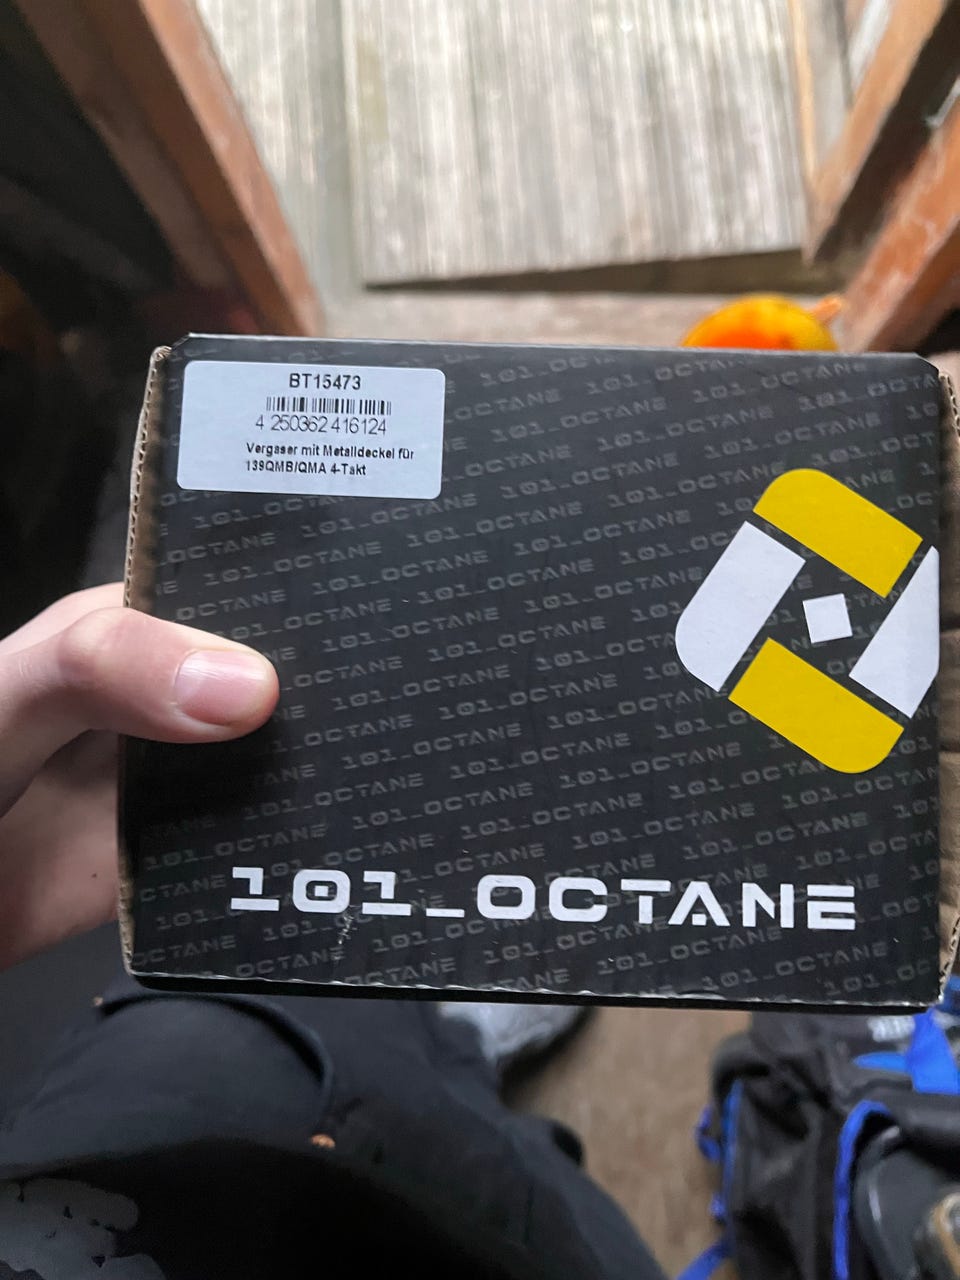 BT15473
4 250362 416124
Vergaser mit Metalldeckel für
139QMB/QMA 4-Takt
101_OCTANE